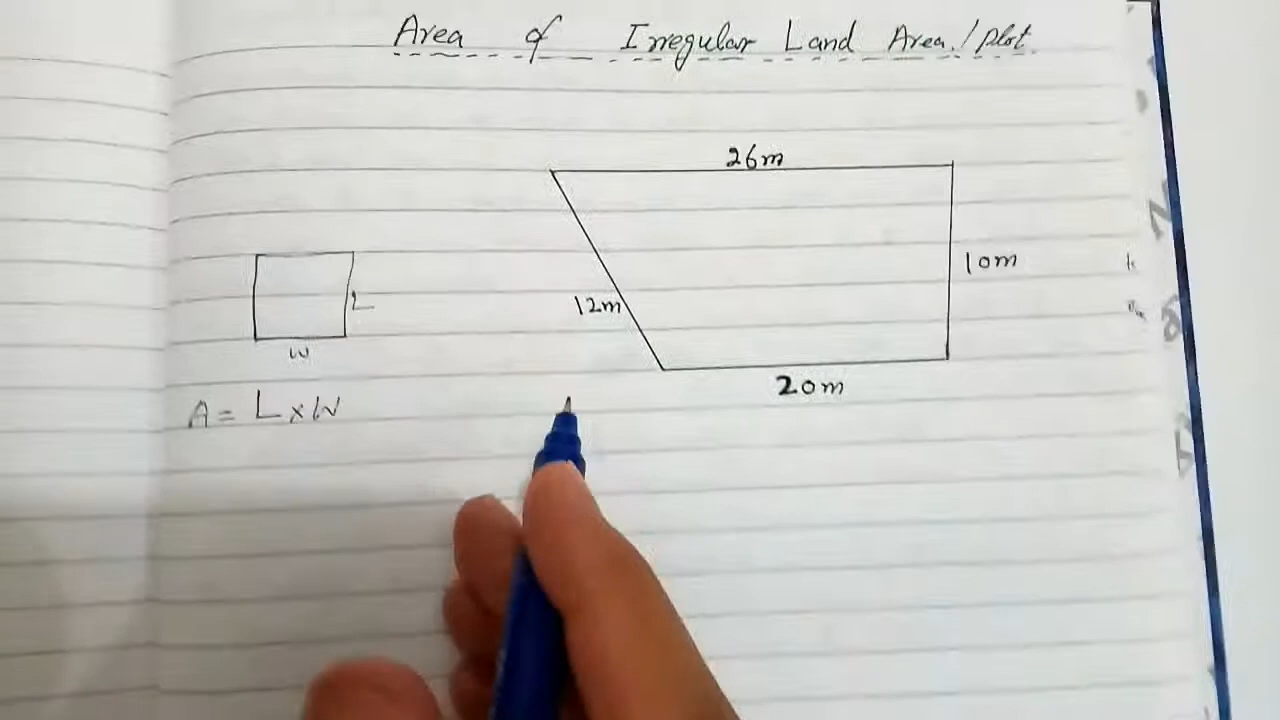 Area of Irregular Land Area./plot
26m
10m
12m
20m
L
W
A = L x W